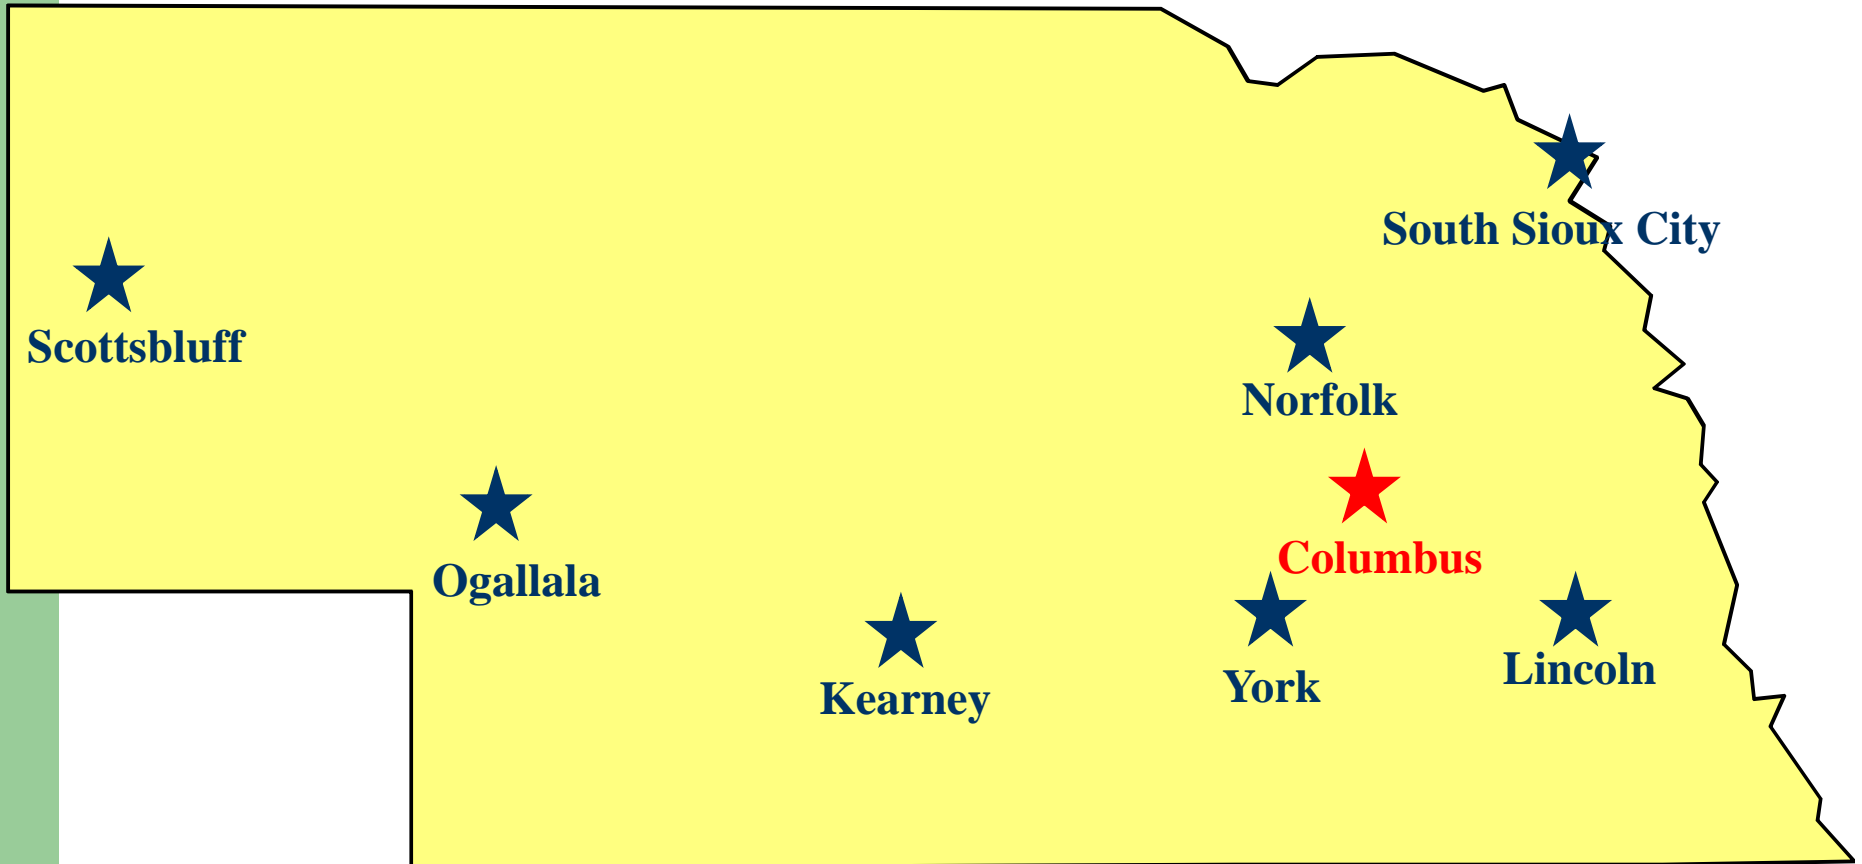 South Sioux City
Scottsbluff
Norfolk
Columbus
Ogallala
Lincoln
York
Kearney